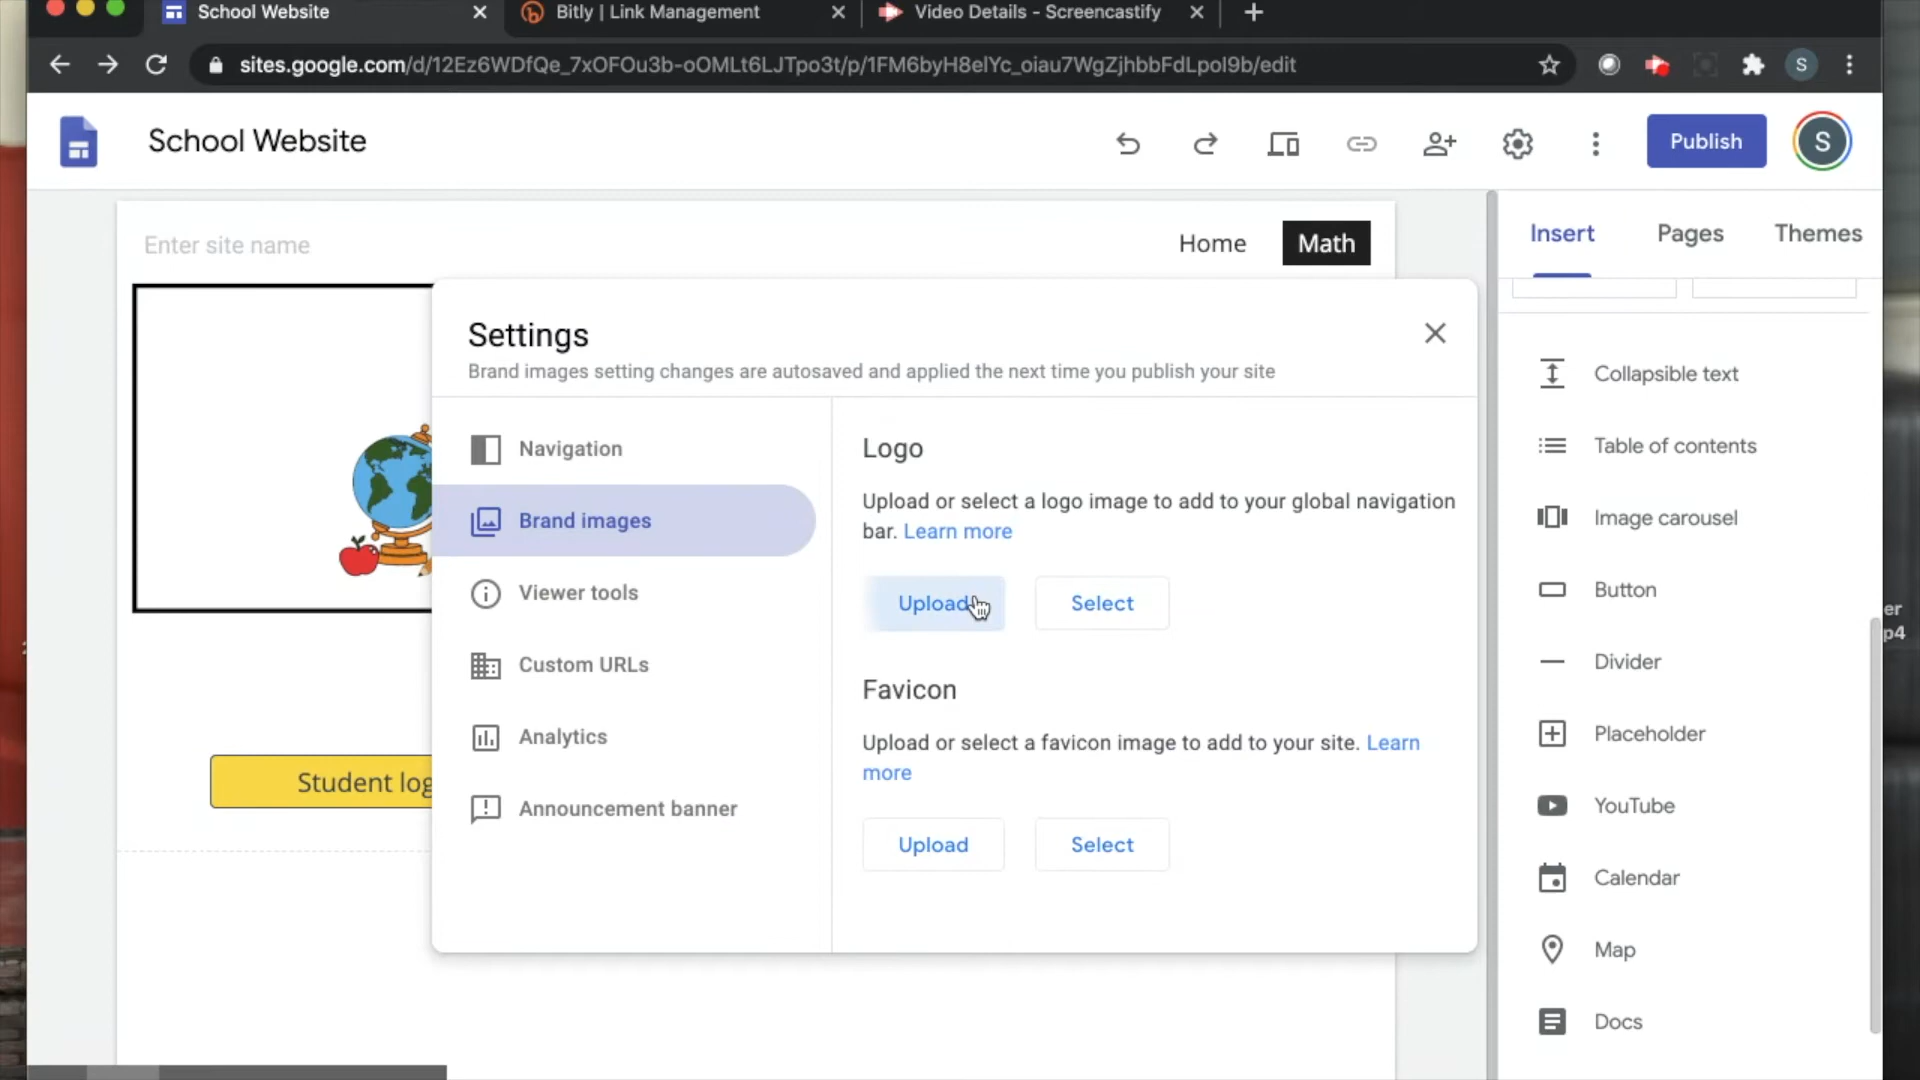 School Website
Bitly | Link Management
Video Details - Screencastify
sites.google.com/d/12Ez6WDfQe_7xOFOu3b-oOMLt6LJTpo3t/p/1FM6byH8elYc_oiau7WgZjhbbFdLpoI9b/edit
S
School Website
Publish
S
Enter site name
Home
Math
Insert
Pages
Themes
Settings
Brand images setting changes are autosaved and applied the next time you publish your site
Navigation
Brand images
Viewer tools
Custom URLs
Analytics
Announcement banner
Logo
Upload or select a logo image to add to your global navigation
bar. Learn more
Upload
Select
Favicon
Upload or select a favicon image to add to your site. Learn
more
Upload
Select
Student log
Collapsible text
Table of contents
Image carousel
Button
Divider
Placeholder
YouTube
Calendar
Map
Docs
er
p4